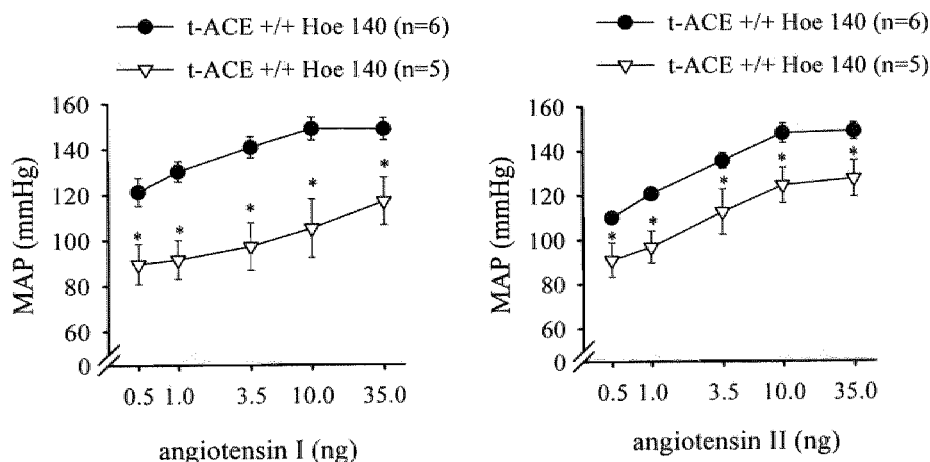 t-ACE +/+ Hoe 140 (n=6)
t-ACE +/+ Hoe 140 (n=5)
160
140
120
100
80
60
0
MAP (mmHg)
* * * * *
0.5 1.0 3.5 10.0 35.0
angiotensin I (ng)
t-ACE +/+ Hoe 140 (n=6)
t-ACE +/+ Hoe 140 (n=5)
160
140
120
100
80
60
0
MAP (mmHg)
* * * * *
0.5 1.0 3.5 10.0 35.0
angiotensin II (ng)